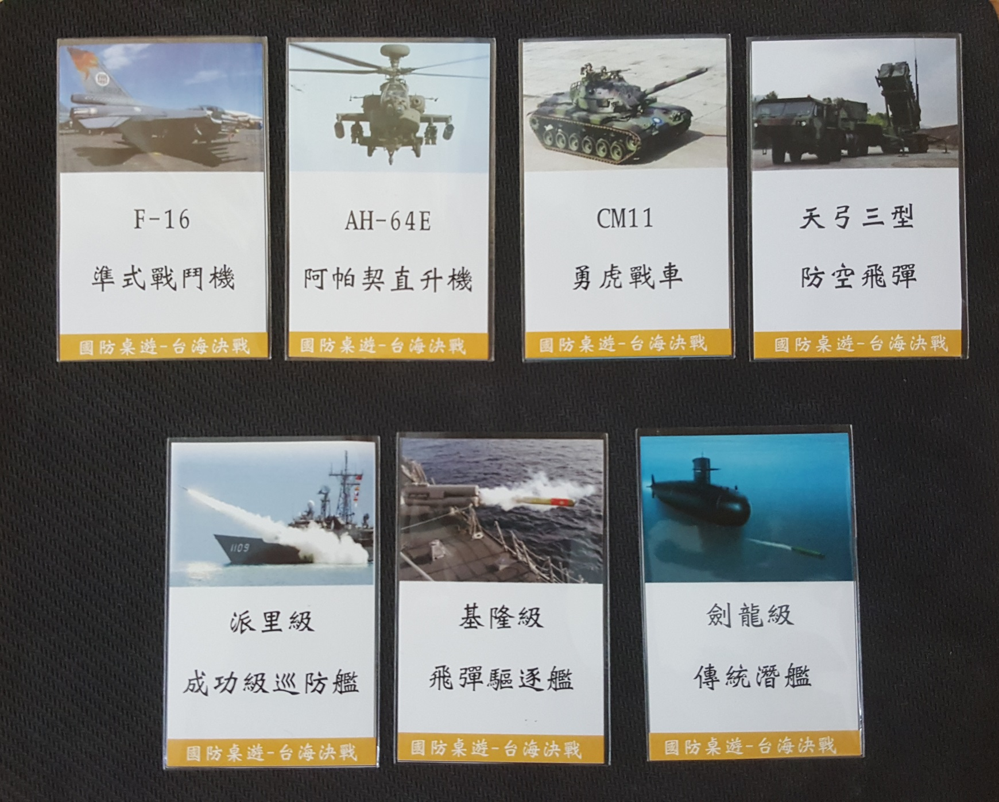 F-16
準式戰鬥機
國防桌遊-台海決戰
AH-64E
阿帕契直升機
國防桌遊-台海決戰
CM11
勇虎戰車
國防桌遊-台海決戰
天弓三型
防空飛彈
國防桌遊-台海決戰
1109
派里級
成功級巡防艦
國防桌遊-台海決戰
基隆級
飛彈驅逐艦
國防桌遊-台海決戰
劍龍級
傳統潛艦
國防桌遊-台海決戰